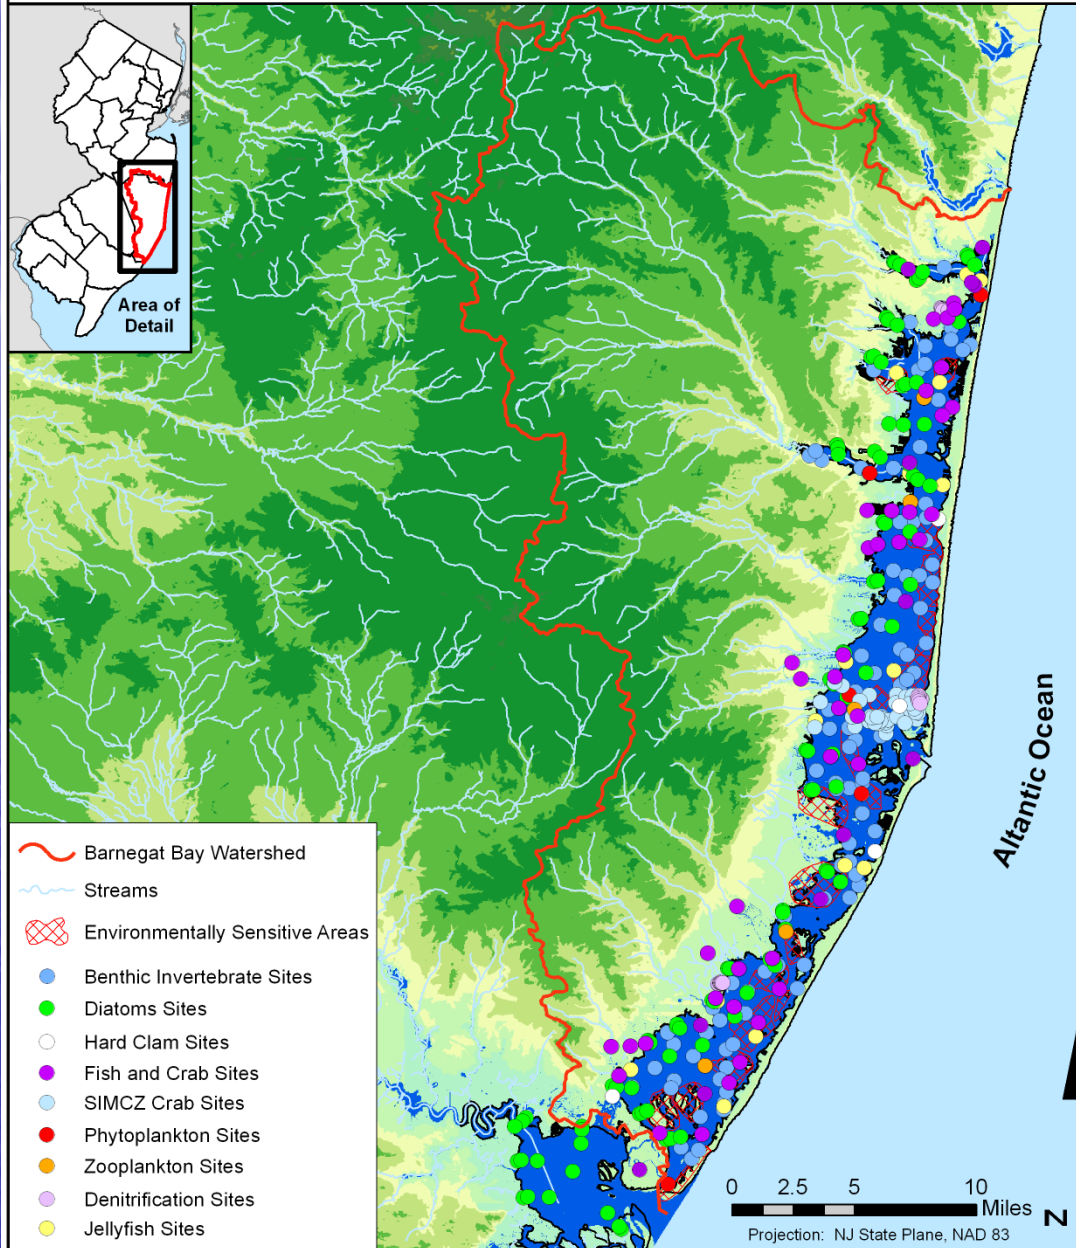 Area of
Detail
Altantic Ocean
Barnegat Bay Watershed
Streams
Environmentally Sensitive Areas
Benthic Invertebrate Sites
Diatoms Sites
Hard Clam Sites
Fish and Crab Sites
SIMCZ Crab Sites
Phytoplankton Sites
Zooplankton Sites
Denitrification Sites
Jellyfish Sites
0 2.5 5 10
Miles
Projection: NJ State Plane, NAD 83
N